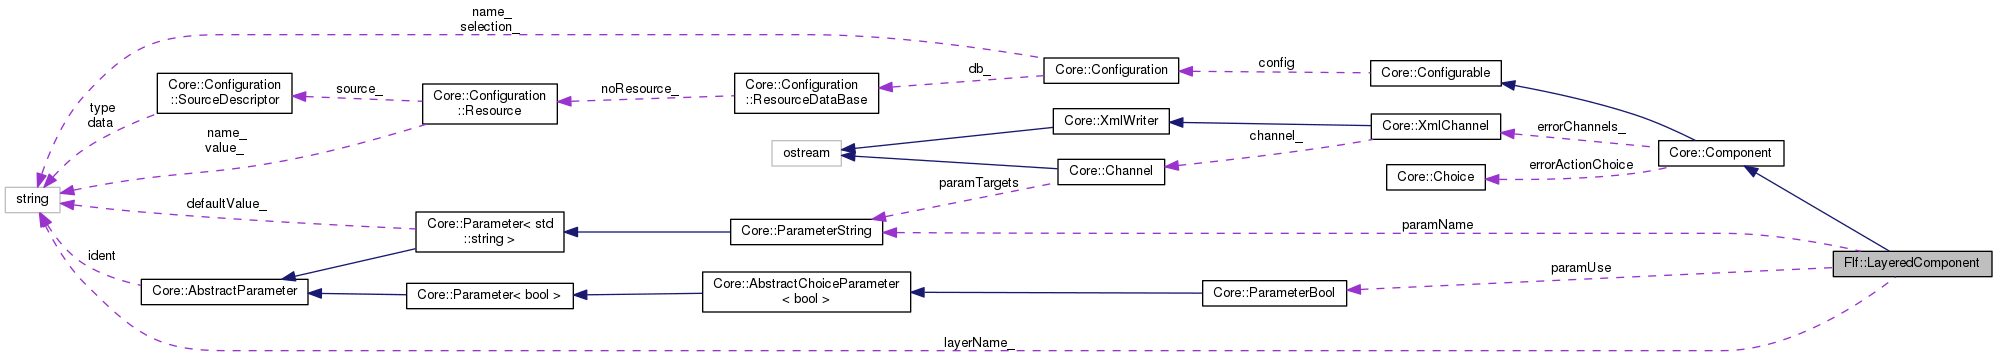 name_
selection_
Core::Configuration
::SourceDescriptor
source_
Core::Configuration
::Resource
noResource_
Core::Configuration
::ResourceDataBase
db_
Core::Configuration
config
Core::Configurable
type
data
name_
value_
ostream
Core::XmlWriter
Core::XmlChannel
channel_
errorChannels_
Core::Component
errorActionChoice
Core::Choice
Core::Channel
paramTargets
string
defaultValue_
Core::Parameter< std
::string >
Core::ParameterString
paramName
Flf::LayeredComponent
ident
Core::AbstractParameter
Core::Parameter< bool >
Core::AbstractChoiceParameter
< bool >
Core::ParameterBool
paramUse
layerName_